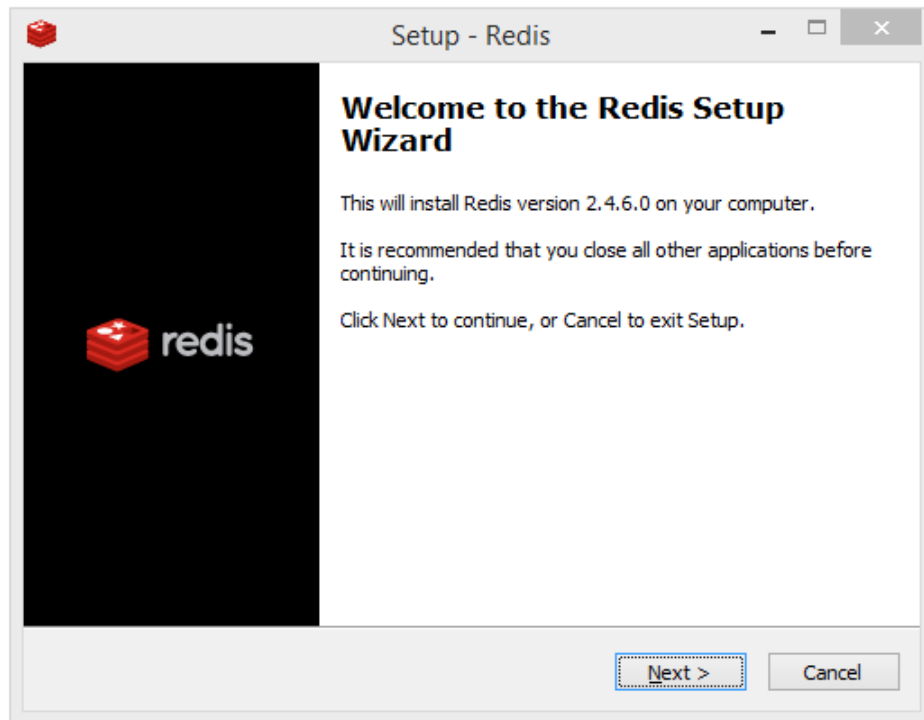 Setup - Redis
Welcome to the Redis Setup
Wizard
This will install Redis version 2.4.6.0 on your computer.
It is recommended that you close all other applications before
continuing.
Click Next to continue, or Cancel to exit Setup.
redis
Next >
Cancel